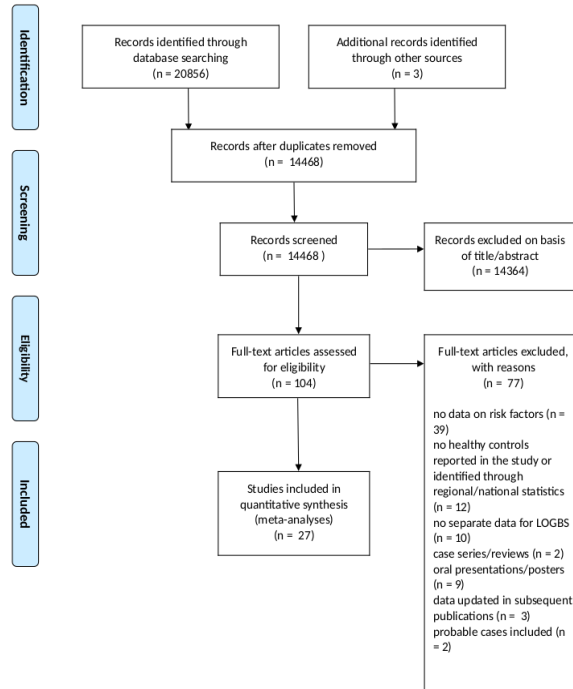 Identification
Records identified through
database searching
(n = 20856)
Additional records identified
through other sources
(n = 3)
Records after duplicates removed
(n =  14468)
Screening
Records screened
(n =  14468 )
Records excluded on basis
of title/abstract
(n = 14364)
Eligibility
Full-text articles assessed
for eligibility
(n = 104)
Full-text articles excluded,
with reasons
(n =  77)
no data on risk factors (n =
39)
no healthy controls
reported in the study or
identified through
regional/national statistics
(n = 12)
no separate data for LOGBS
(n = 10)
case series/reviews (n = 2)
oral presentations/posters
(n = 9)
data updated in subsequent
publications (n =  3)
probable cases included (n
= 2)
Included
Studies included in
quantitative synthesis
(meta-analyses)
(n =  27)